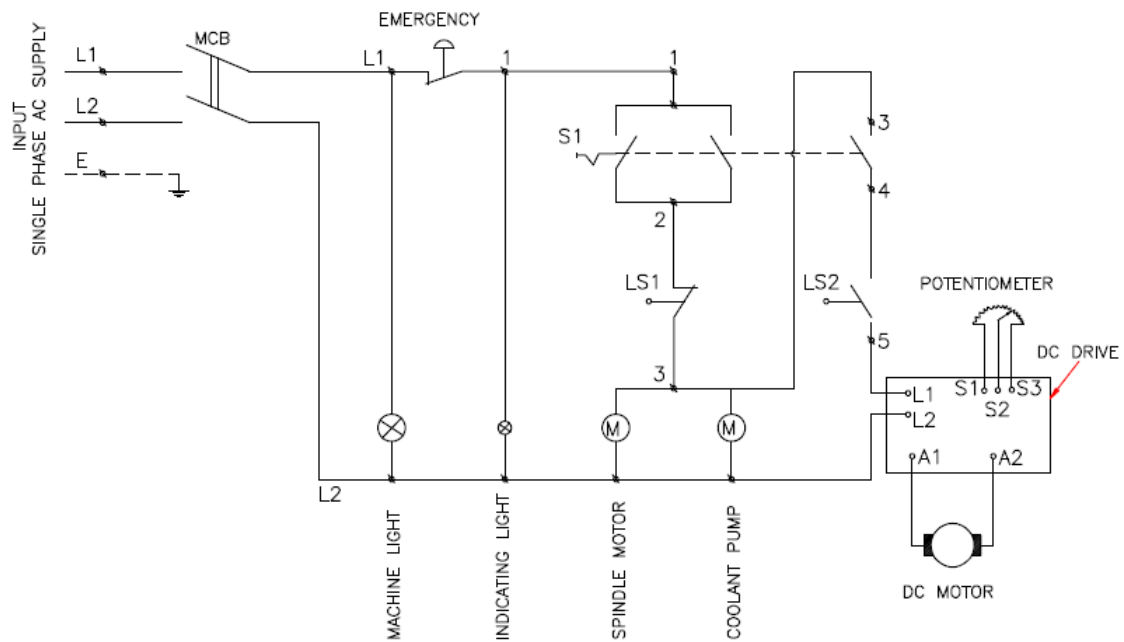 EMERGENCY
MCB
L1
L1
1
1
INPUT
SINGLE PHASE AC SUPPLY
L2
3
S1
E
4
2
LS1
LS2
POTENTIOMETER
5
DC DRIVE
3
S1
S3
L1
S2
L2
M
M
A1
A2
L2
MACHINE LIGHT
INDICATING LIGHT
SPINDLE MOTOR
COOLANT PUMP
DC MOTOR